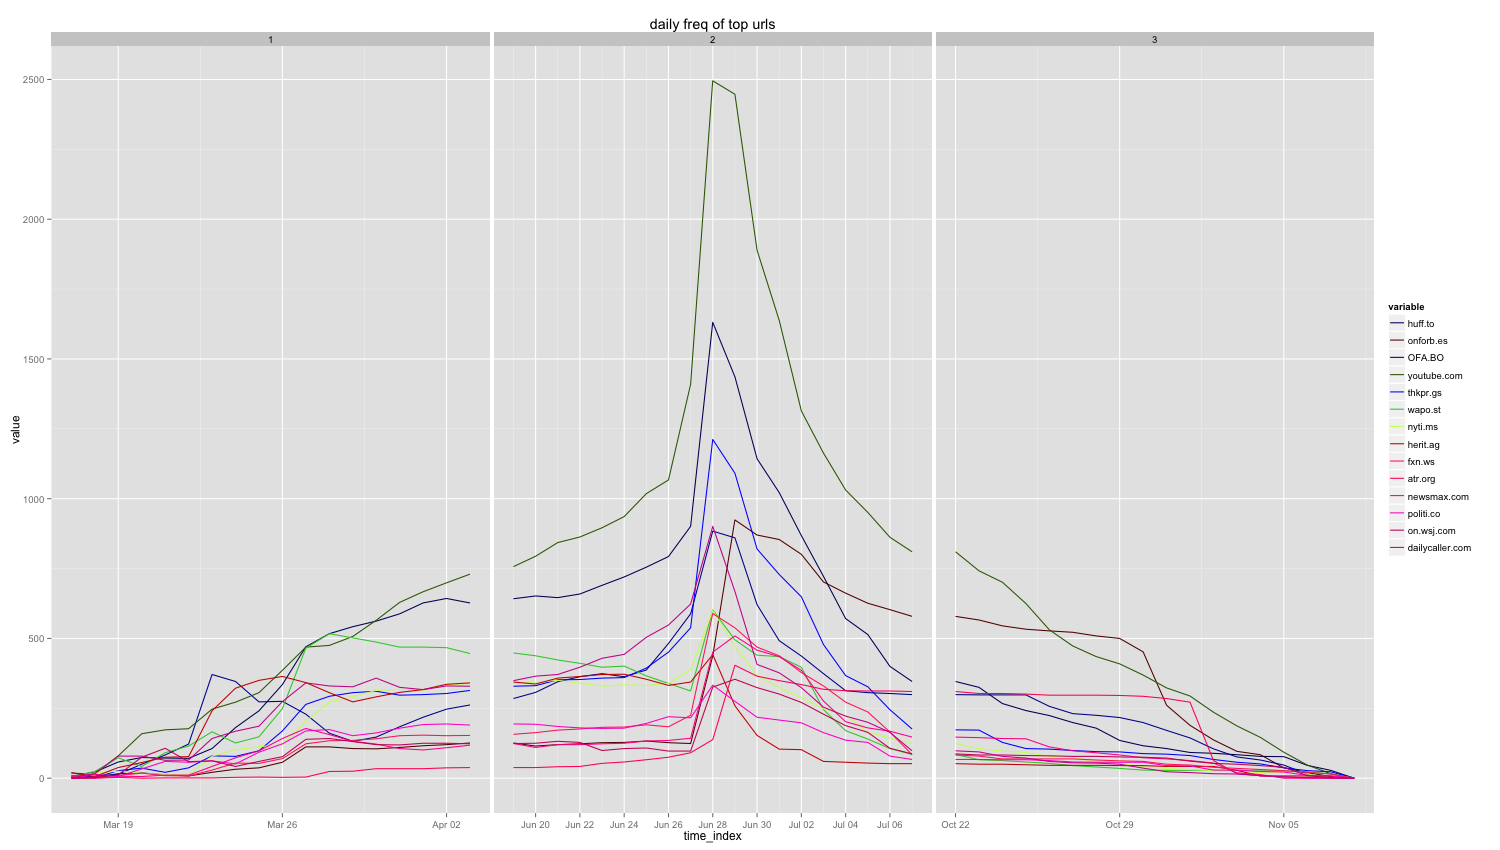 daily freq of top urls
1 2 3
2500
2000
1500
1000
500
0
value
Mar 19 Mar 26 Apr 02 Jun 20 Jun 22 Jun 24 Jun 26 Jun 28 Jun 30 Jul 02 Jul 04 Jul 06 Oct 22 Oct 29 Nov 05
time_index
variable
huff.to
onforb.es
OFA.BO
youtube.com
thkpr.gs
wapo.st
nyti.ms
herit.ag
fxn.ws
atr.org
newsmax.com
politi.co
on.wsj.com
dailycaller.com